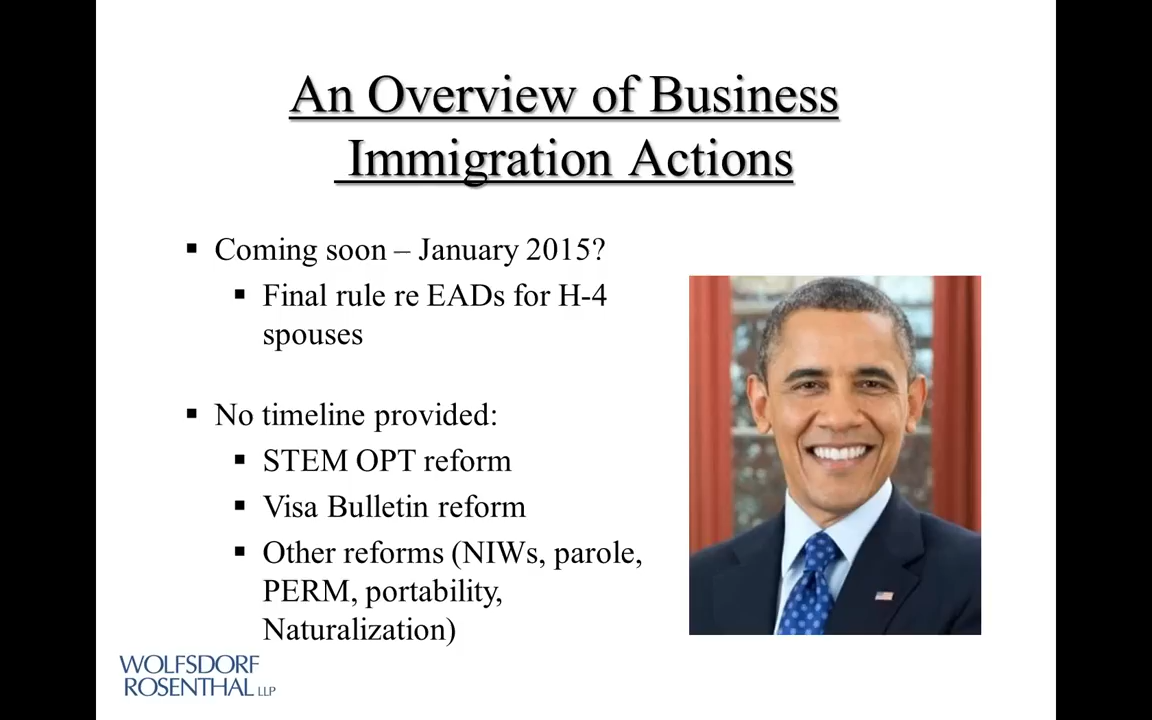 An Overview of Business
Immigration Actions
▪ Coming soon – January 2015?
▪ Final rule re EADs for H-4
spouses
▪ No timeline provided:
▪ STEM OPT reform
▪ Visa Bulletin reform
▪ Other reforms (NIWs, parole,
PERM, portability,
Naturalization)
WOLFSDORF
ROSENTHAL LLP